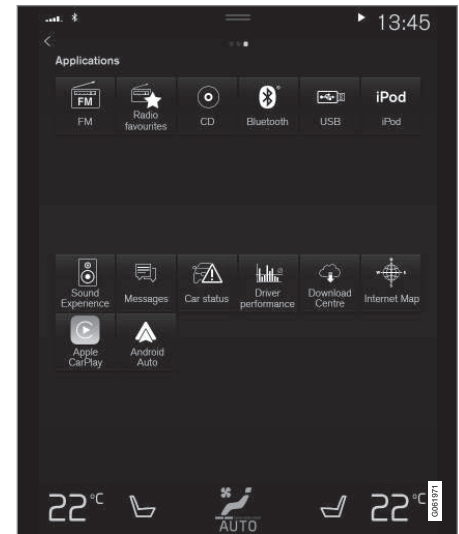 13:45
Applications
FM
FM
Radio
favourites
CD
Bluetooth
USB
iPod
iPod
Sound
Experience
Messages
Car status
Driver
performance
Download
Centre
Internet Map
Apple
CarPlay
Android
Auto
22°C
AUTO
22°C
G061971